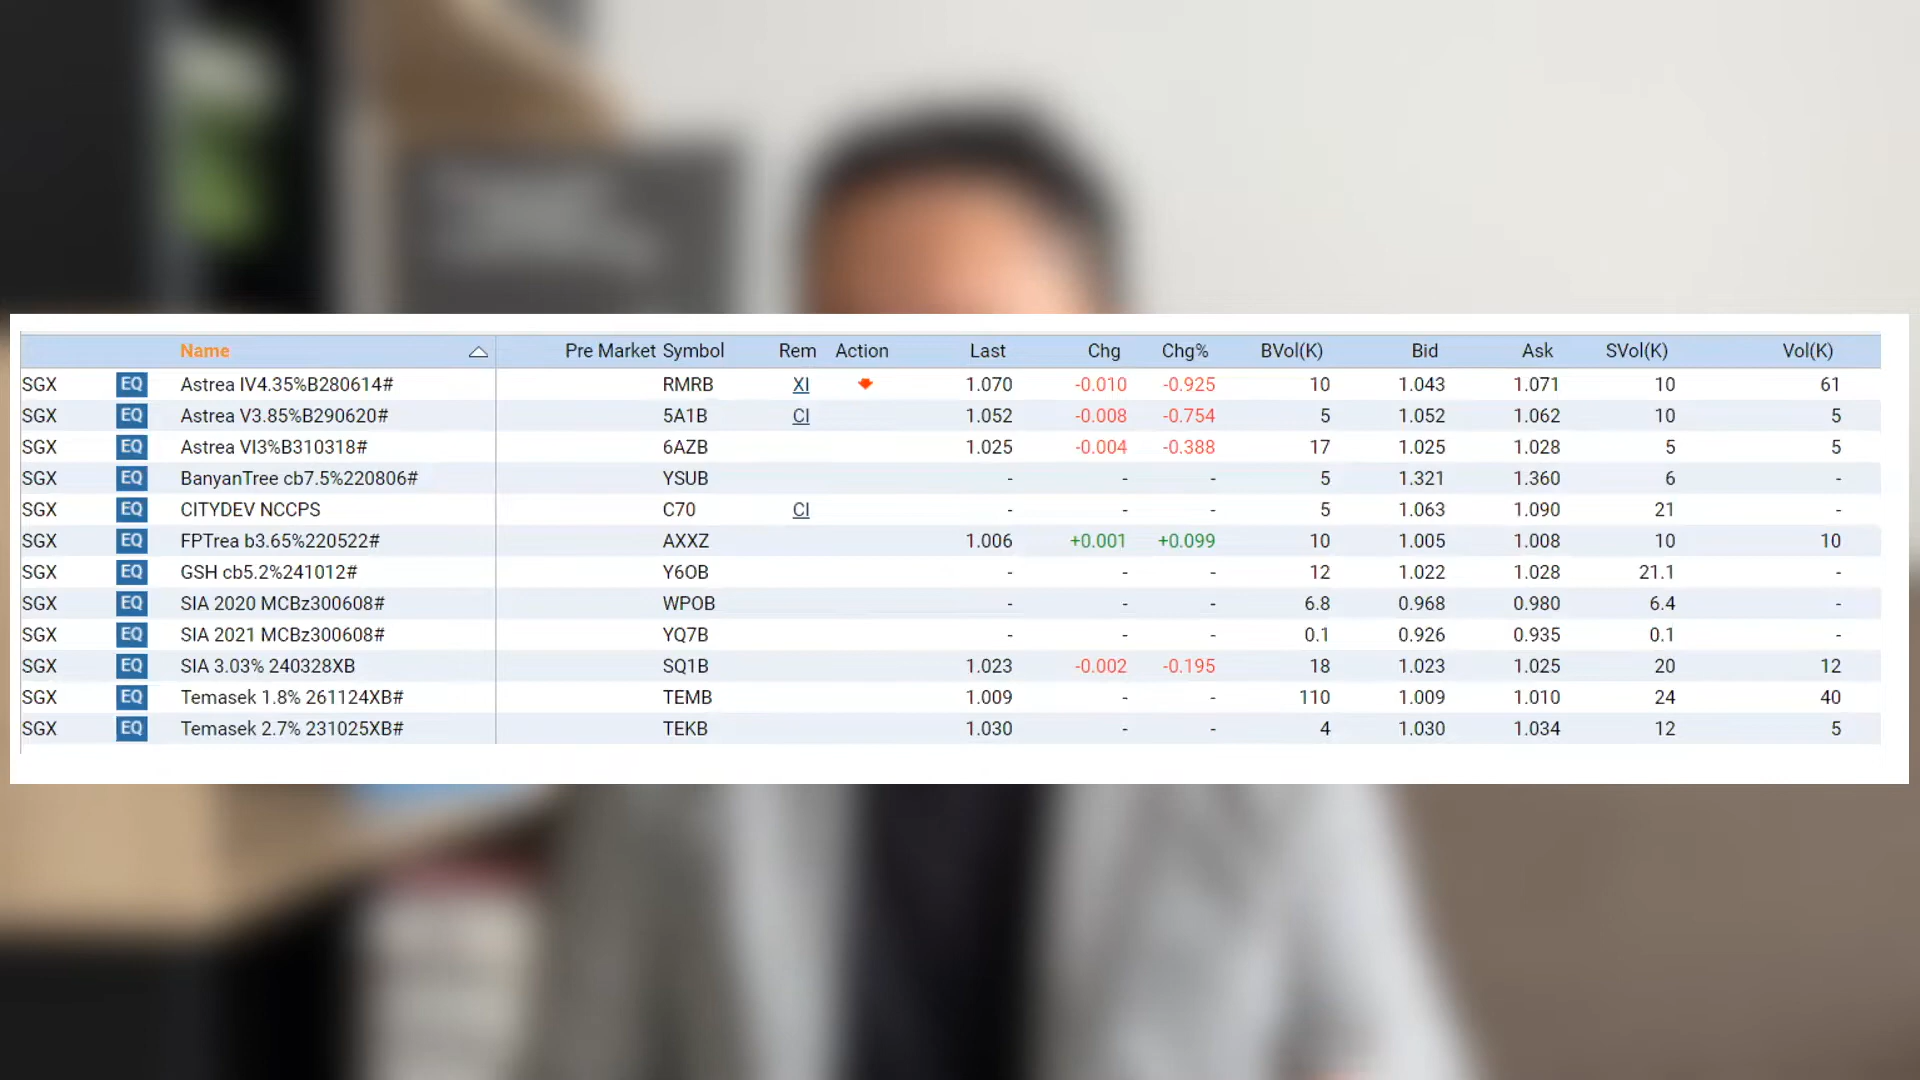 Name Pre Market Symbol Rem Action Last Chg Chg% BVol(K) Bid Ask SVol(K) Vol(K)
SGX EQ Astrea IV4.35%B280614# RMRB XI 1.070 -0.010 -0.925 10 1.043 1.071 10 61
SGX EQ Astrea V3.85%B290620# 5A1B CI 1.052 -0.008 -0.754 5 1.052 1.062 10 5
SGX EQ Astrea VI3%B310318# 6AZB 1.025 -0.004 -0.388 17 1.025 1.028 5 5
SGX EQ BanyanTree cb7.5%220806# YSUB - - - 5 1.321 1.360 6 -
SGX EQ CITYDEV NCCPS C70 CI - - - 5 1.063 1.090 21 -
SGX EQ FPTrea b3.65%220522# AXXZ 1.006 +0.001 +0.099 10 1.005 1.008 10 10
SGX EQ GSH cb5.2%241012# Y6OB - - - 12 1.022 1.028 21.1 -
SGX EQ SIA 2020 MCBz300608# WPOB - - - 6.8 0.968 0.980 6.4 -
SGX EQ SIA 2021 MCBz300608# YQ7B - - - 0.1 0.926 0.935 0.1 -
SGX EQ SIA 3.03% 240328XB SQ1B 1.023 -0.002 -0.195 18 1.023 1.025 20 12
SGX EQ Temasek 1.8% 261124XB# TEMB 1.009 - - 110 1.009 1.010 24 40
SGX EQ Temasek 2.7% 231025XB# TEKB 1.030 - - 4 1.030 1.034 12 5